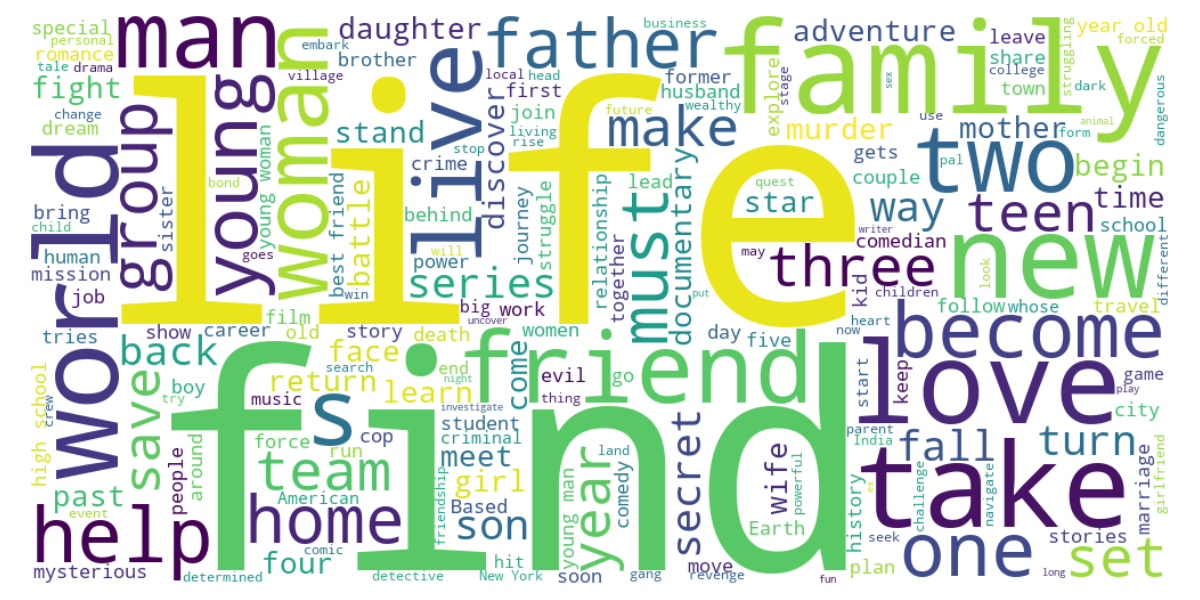 special
personal
romance
tale
drama
man
woman
embark
brother
village
daughter
father
business
adventure
leave
year old
forced
struggling
family
fight
change
dream
world
group
young
young woman
life
stand
live
local
head
first
discover
former
husband
wealthy
future
make
explore
stage
sex
murder
share
college
town
dark
use
mother
form
dangerous
animal
join
living
rise
stop
crime
gets
couple
two
pal
begin
bring
child
sister
bond
best friend
battle
behind
journey
struggle
relationship
lead
must
documentary
quest
star
way
teen
time
school
human
mission
goes
win
will
power
series
together
may
three
writer
comedian
kid
children
new
look
different
job
film
big
work
uncover
put
follow
whose
travel
tries
show
career
old
story
death
women
day
five
now
heart
become
back
face
search
end
night
come
friend
evil
thing
go
start
keep
love
game
play
save
boy
try
music
return
learn
find
city
high school
crew
people
around
force
run
s
cop
investigate
student
criminal
meet
secret
wife
powerful
parent
India
fall
turn
team
girl
land
comedy
take
past
event
American
home
friendship
Based
son
young man
year
Earth
history
ex
challenge
navigate
marriage
girlfriend
help
four
comic
hit
move
seek
one
stories
set
mysterious
determined
detective
New York
soon
gang
revenge
fun
plan
long